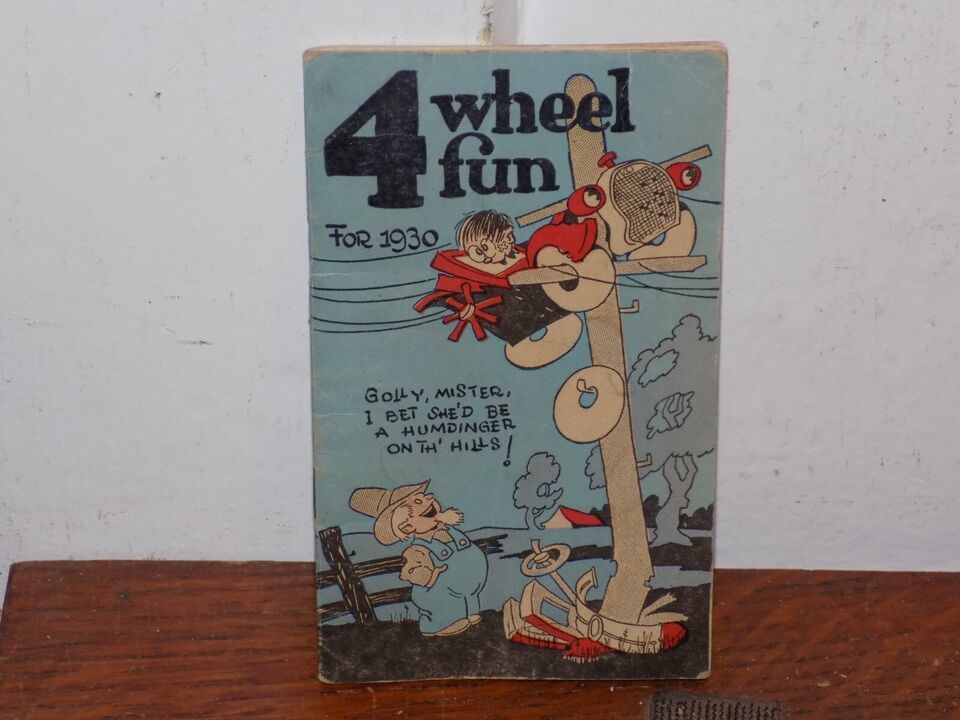 4 wheel
fun
FOR 1930
GOLLY, MISTER,
I BET SHE'D BE
A HUMDINGER
ON TH' HILLS!